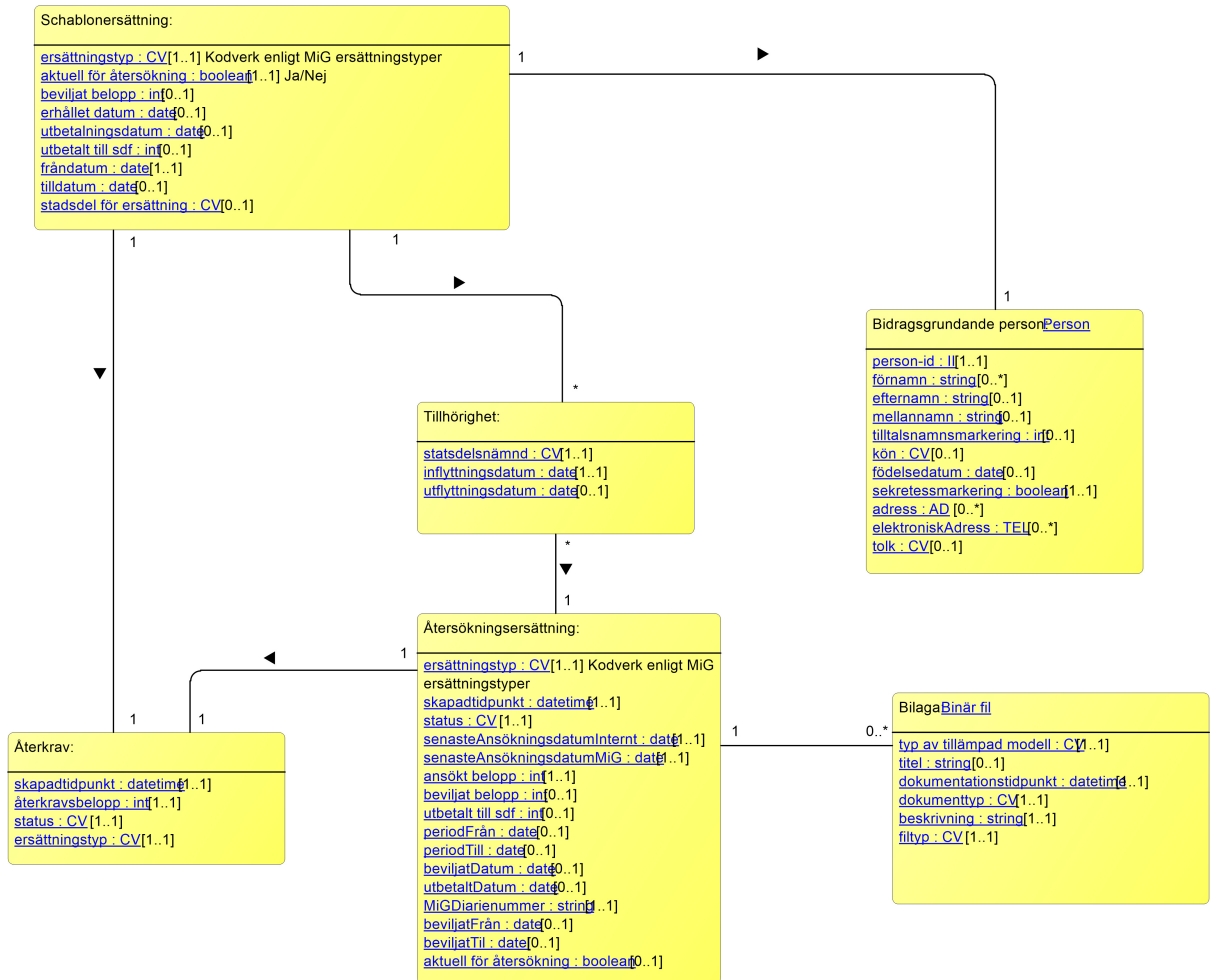 Schablonersättning:
ersättningstyp : CV[1..1] Kodverk enligt MiG ersättningstyper
aktuell för återsökning : boolean[1..1] Ja/Nej
beviljat belopp : int[0..1]
erhållet datum : date[0..1]
utbetalningsdatum : date[0..1]
utbetalt till sdf : int[0..1]
fråndatum : date[1..1]
tilldatum : date[0..1]
stadsdel för ersättning : CV[0..1]
1
1
1
1
Bidragsgrundande person:Person
person-id : II[1..1]
förnamn : string[0..*]
efternamn : string[0..1]
mellannamn : string[0..1]
tilltalsnamnsmarkering : int[0..1]
kön : CV[0..1]
födelsedatum : date[0..1]
sekretessmarkering : boolean[1..1]
adress : AD [0..*]
elektroniskAdress : TEL[0..*]
tolk : CV[0..1]
*
Tillhörighet:
statsdelsnämnd : CV[1..1]
inflyttningsdatum : date[1..1]
utflyttningsdatum : date[0..1]
*
1
Återsökningsersättning:
ersättningstyp : CV[1..1] Kodverk enligt MiG
ersättningstyper
skapadtidpunkt : datetime[1..1]
status : CV [1..1]
senasteAnsökningsdatumInternt : date[1..1]
senasteAnsökningsdatumMiG : date[1..1]
ansökt belopp : int[1..1]
beviljat belopp : int[0..1]
utbetalt till sdf : int[0..1]
periodFrån : date[0..1]
periodTill : date[0..1]
beviljatDatum : date[0..1]
utbetaltDatum : date[0..1]
MiGDiarienummer : string[1..1]
beviljatFrån : date[0..1]
beviljatTil : date[0..1]
aktuell för återsökning : boolean[0..1]
1
1
1
Återkrav:
skapadtidpunkt : datetime[1..1]
återkravsbelopp : int[1..1]
status : CV [1..1]
ersättningstyp : CV[1..1]
1
0..*
Bilaga:Binär fil
typ av tillämpad modell : CV[1..1]
titel : string[0..1]
dokumentationstidpunkt : datetime[1..1]
dokumenttyp : CV[1..1]
beskrivning : string[1..1]
filtyp : CV [1..1]